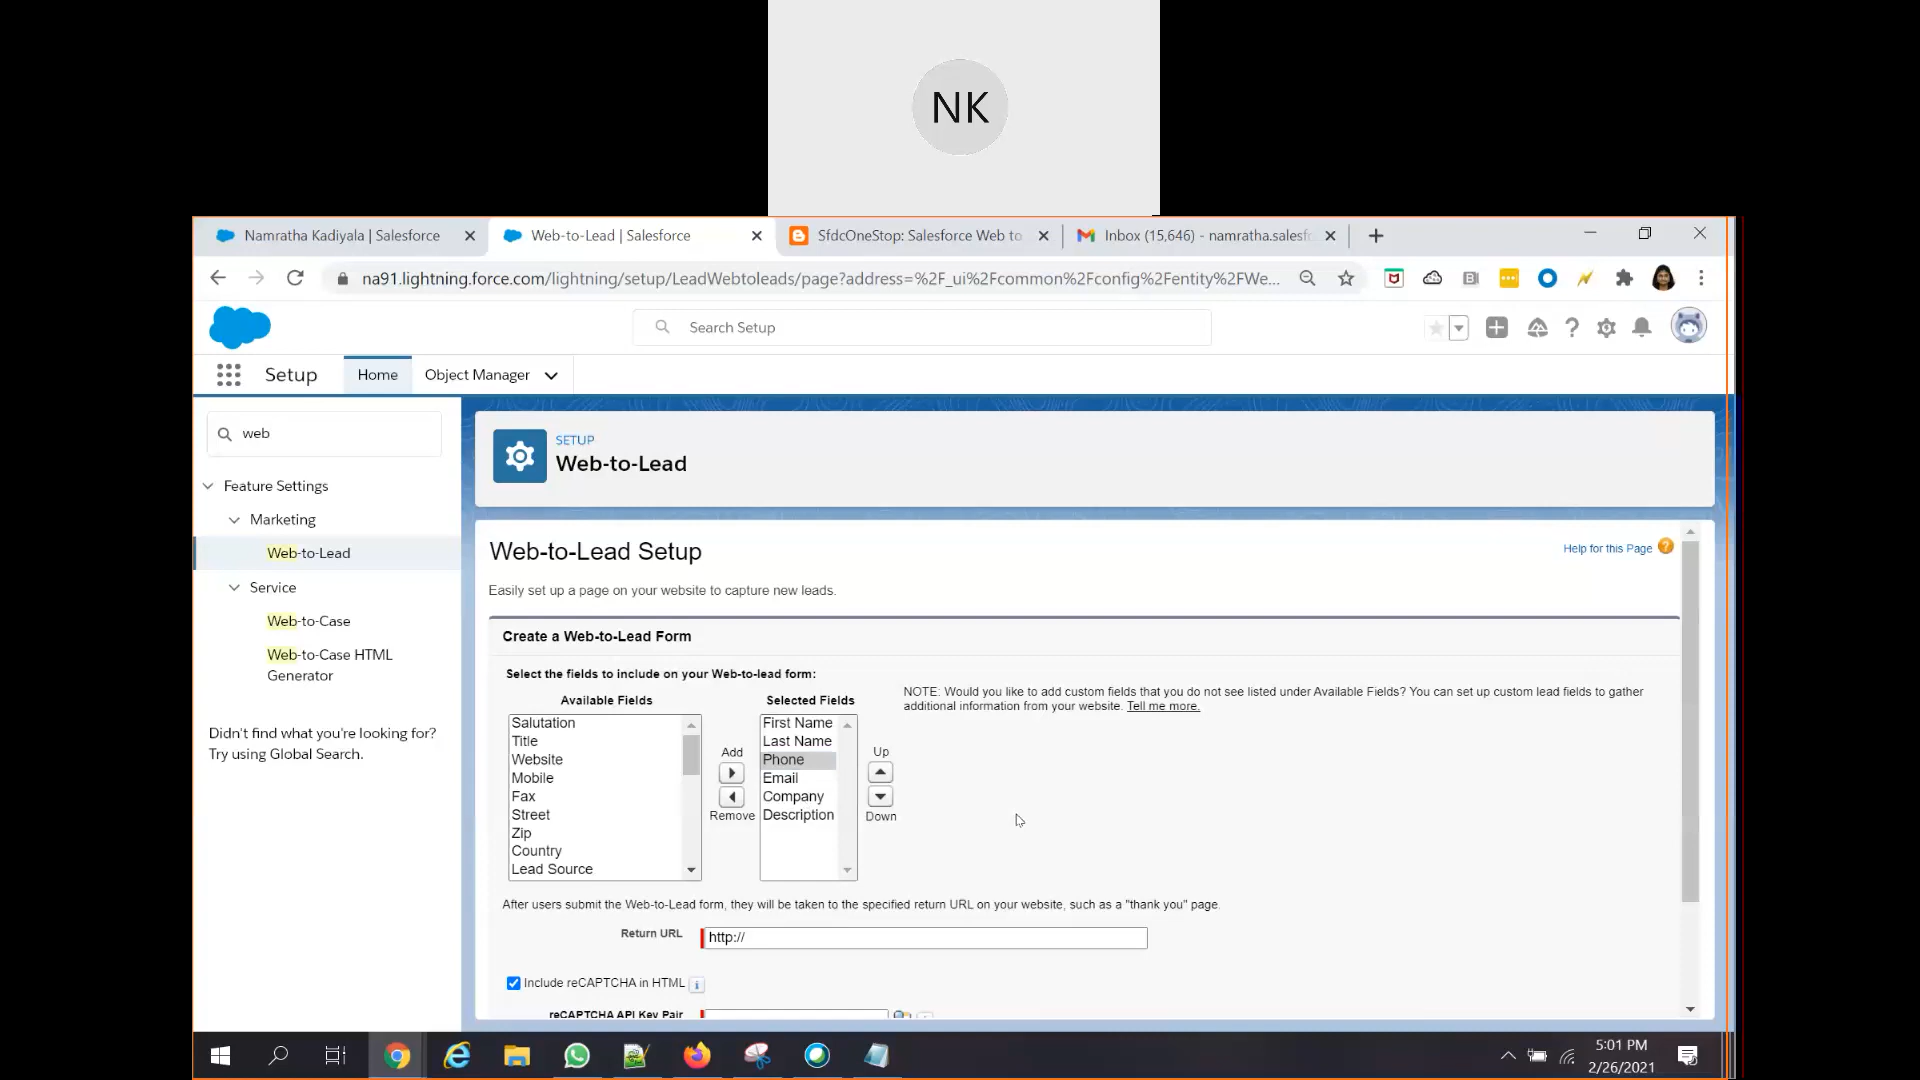 NK
Namratha Kadiyala | Salesforce
Web-to-Lead | Salesforce
SfdcOneStop: Salesforce Web to
Inbox (15,646) - namratha.salesf
na91.lightning.force.com/lightning/setup/LeadWebtoleads/page?address=%2F_ui%2Fcommon%2Fconfig%2Fentity%2FWe...
Search Setup
Setup
Home
Object Manager
web
Feature Settings
Marketing
Web-to-Lead
Service
Web-to-Case
Web-to-Case HTML
Generator
Didn't find what you're looking for?
Try using Global Search.
SETUP
Web-to-Lead
Web-to-Lead Setup
Help for this Page
Easily set up a page on your website to capture new leads.
Create a Web-to-Lead Form
Select the fields to include on your Web-to-lead form:
Available Fields
Salutation
Title
Website
Mobile
Fax
Street
Zip
Country
Lead Source
Add
Remove
Selected Fields
First Name
Last Name
Phone
Email
Company
Description
Up
Down
NOTE: Would you like to add custom fields that you do not see listed under Available Fields? You can set up custom lead fields to gather
additional information from your website. Tell me more.
After users submit the Web-to-Lead form, they will be taken to the specified return URL on your website, such as a "thank you" page.
Return URL
http://
Include reCAPTCHA in HTML
reCAPTCHA API Key Pair
5:01 PM
2/26/2021